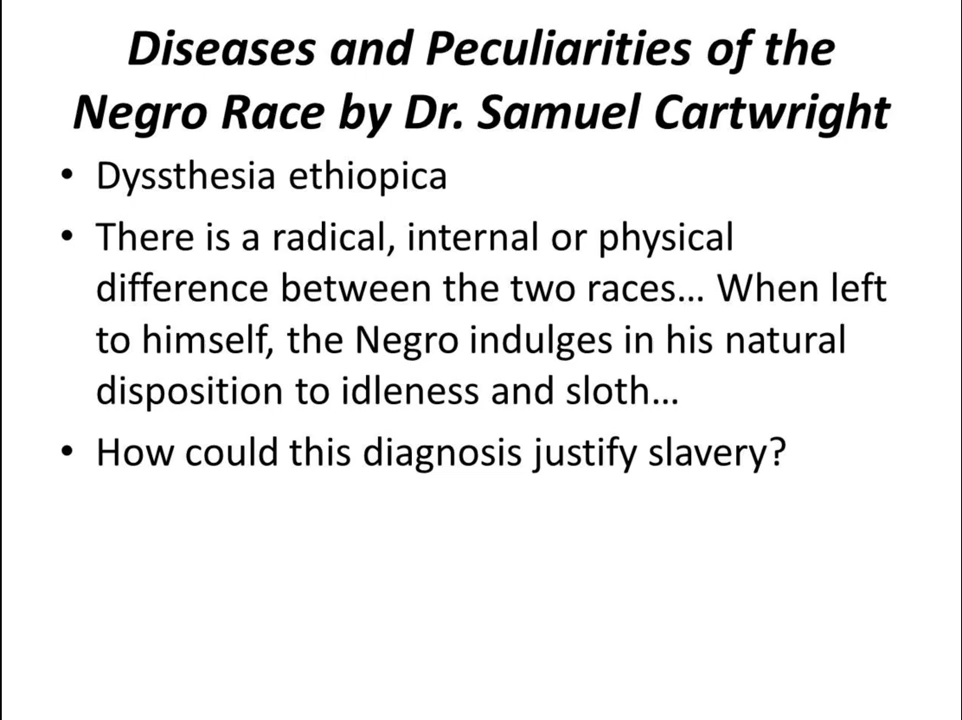 Diseases and Peculiarities of the
Negro Race by Dr. Samuel Cartwright
• Dyssthesia ethiopica
• There is a radical, internal or physical
difference between the two races… When left
to himself, the Negro indulges in his natural
disposition to idleness and sloth…
• How could this diagnosis justify slavery?